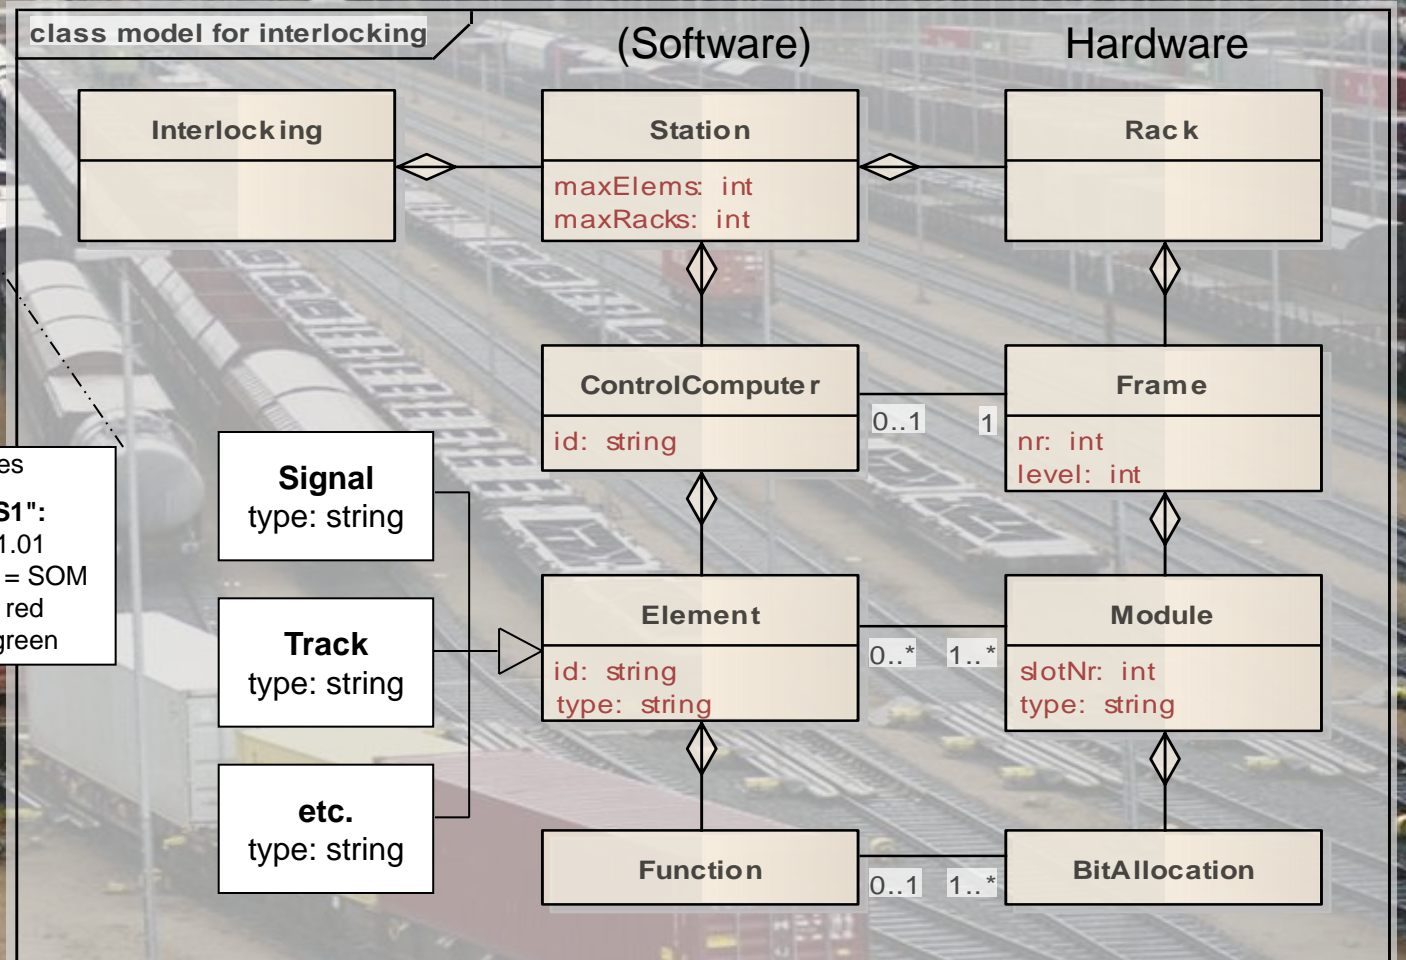 class model for interlocking
(Software)
Hardware
Interlocking
Station
maxElems: int
maxRacks: int
Rack
ControlComputer
id: string
0..1
1
Frame
nr: int
level: int
Signal
type: string
es
S1":
1.01
= SOM
red
green
Track
type: string
Element
id: string
type: string
0..*
1..*
Module
slotNr: int
type: string
etc.
type: string
Function
0..1
1..*
BitAllocation